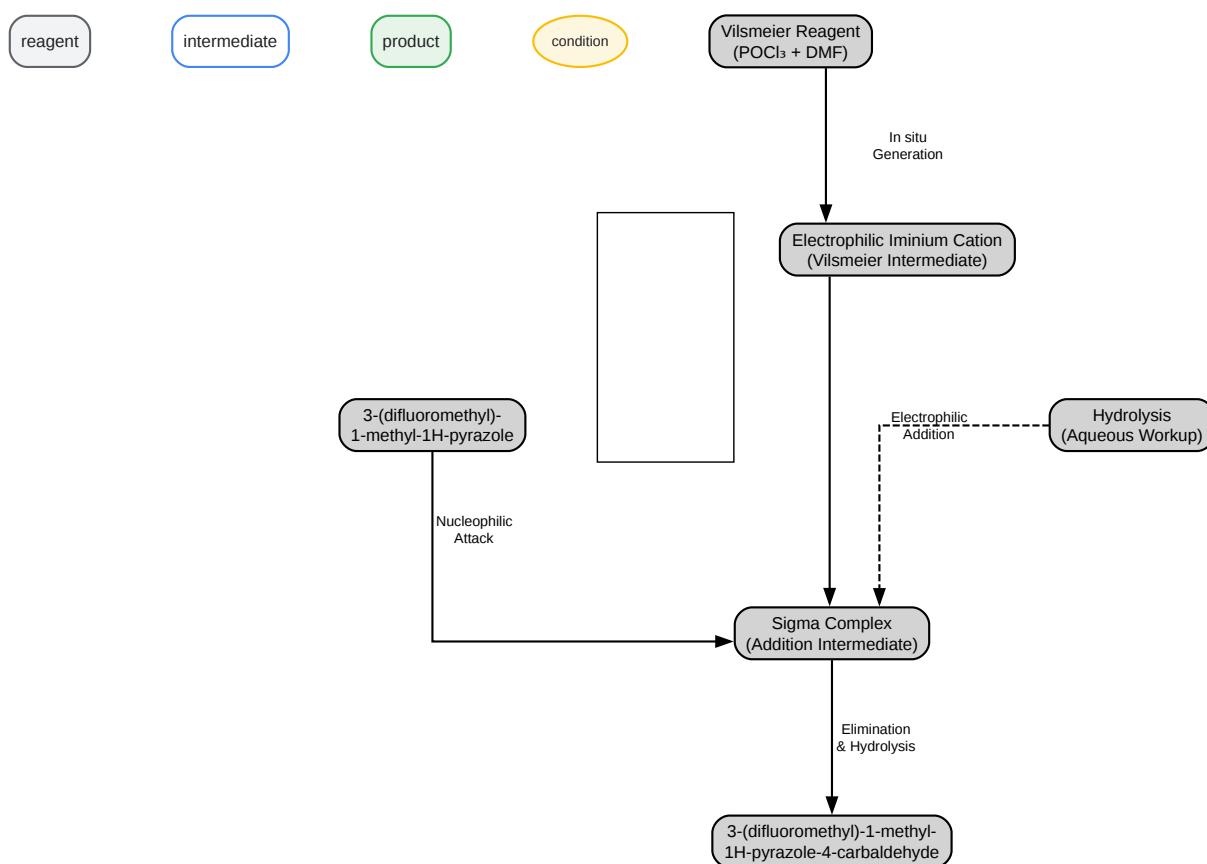 reagent
intermediate
product
condition
Vilsmeier Reagent
(POCl₃ + DMF)
In situ
Generation
Electrophilic Iminium Cation
(Vilsmeier Intermediate)
3-(difluoromethyl)-
1-methyl-1H-pyrazole
Electrophilic
Addition
Hydrolysis
(Aqueous Workup)
Nucleophilic
Attack
Sigma Complex
(Addition Intermediate)
Elimination
& Hydrolysis
3-(difluoromethyl)-1-methyl-
1H-pyrazole-4-carbaldehyde